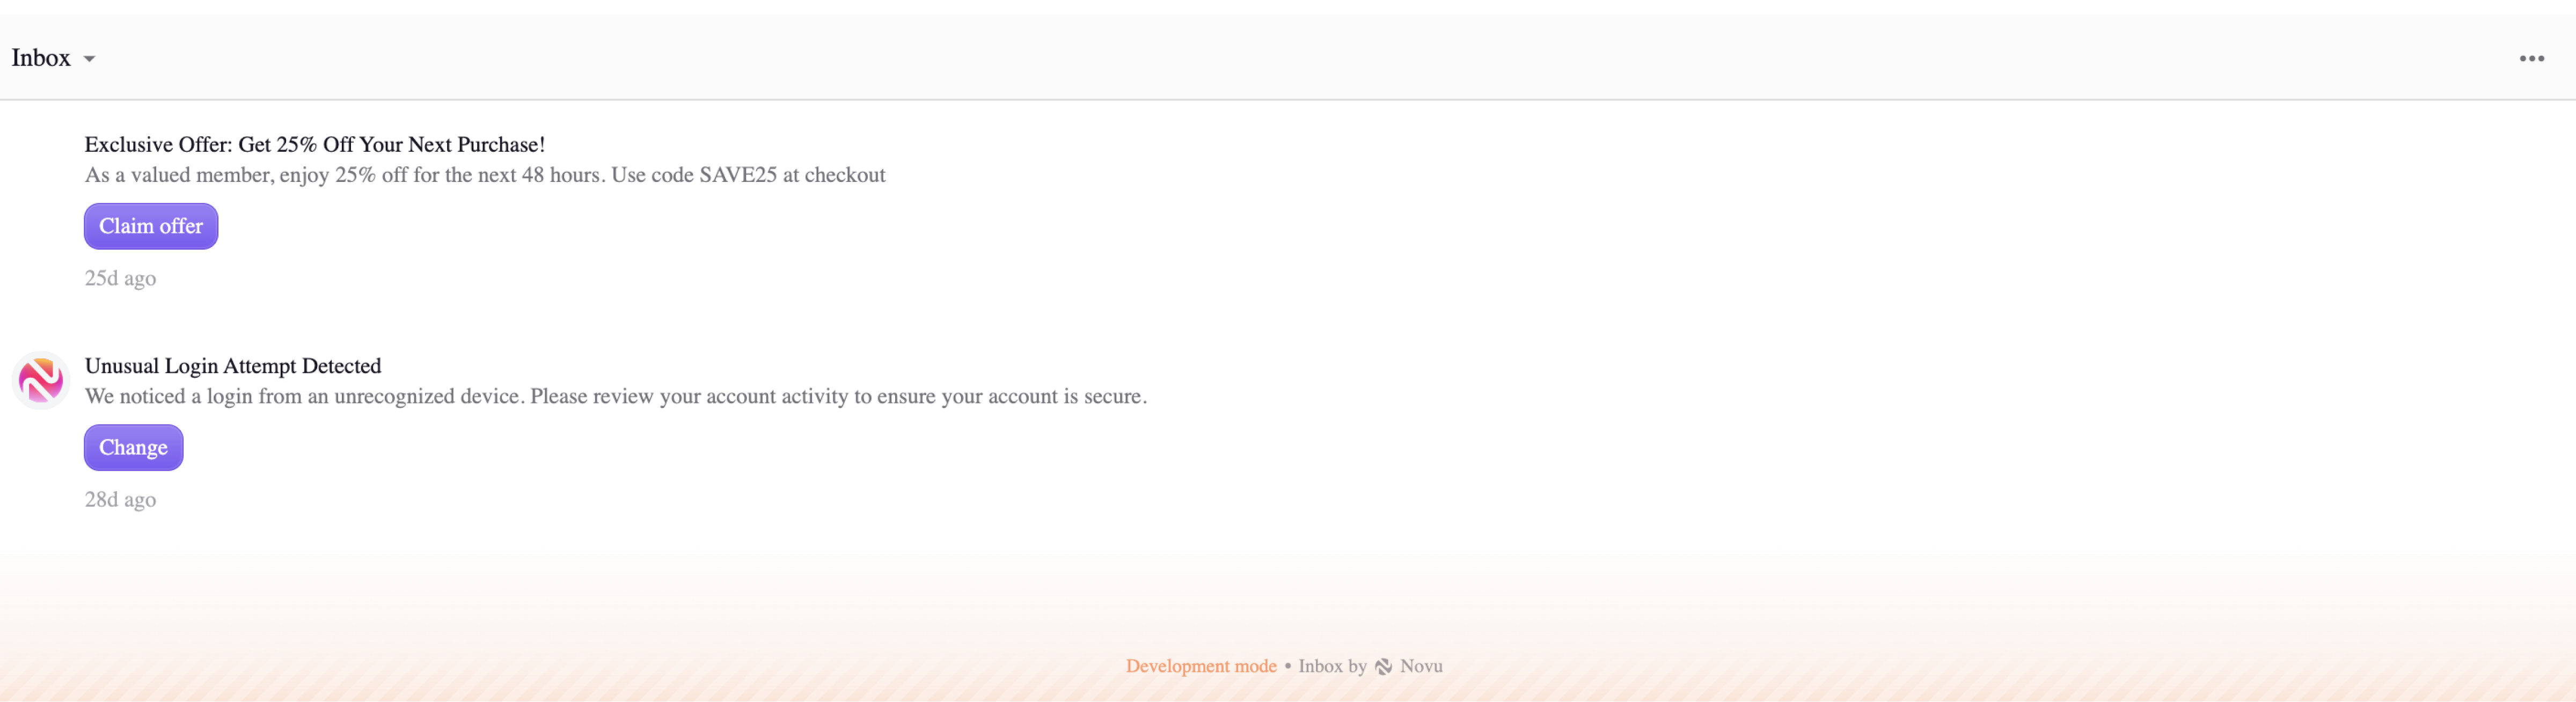 Inbox
Exclusive Offer: Get 25% Off Your Next Purchase!
As a valued member, enjoy 25% off for the next 48 hours. Use code SAVE25 at checkout
Claim offer
25d ago
Unusual Login Attempt Detected
We noticed a login from an unrecognized device. Please review your account activity to ensure your account is secure.
Change
28d ago
Development mode • Inbox by Novu